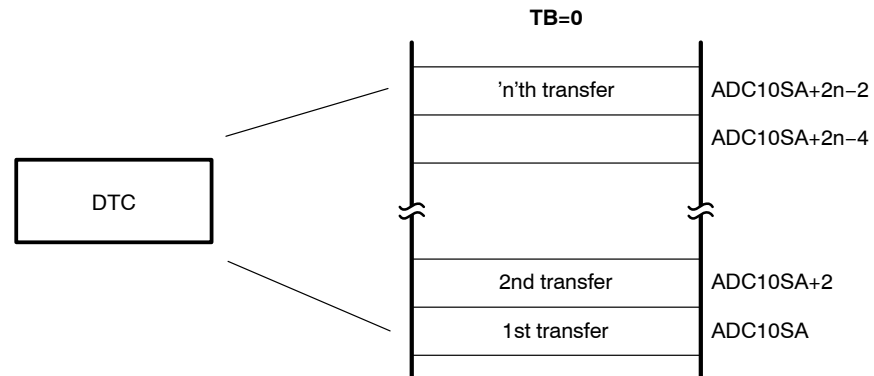 TB=0
’n’th transfer
ADC10SA+2n−2
ADC10SA+2n−4
DTC
2nd transfer
ADC10SA+2
1st transfer
ADC10SA